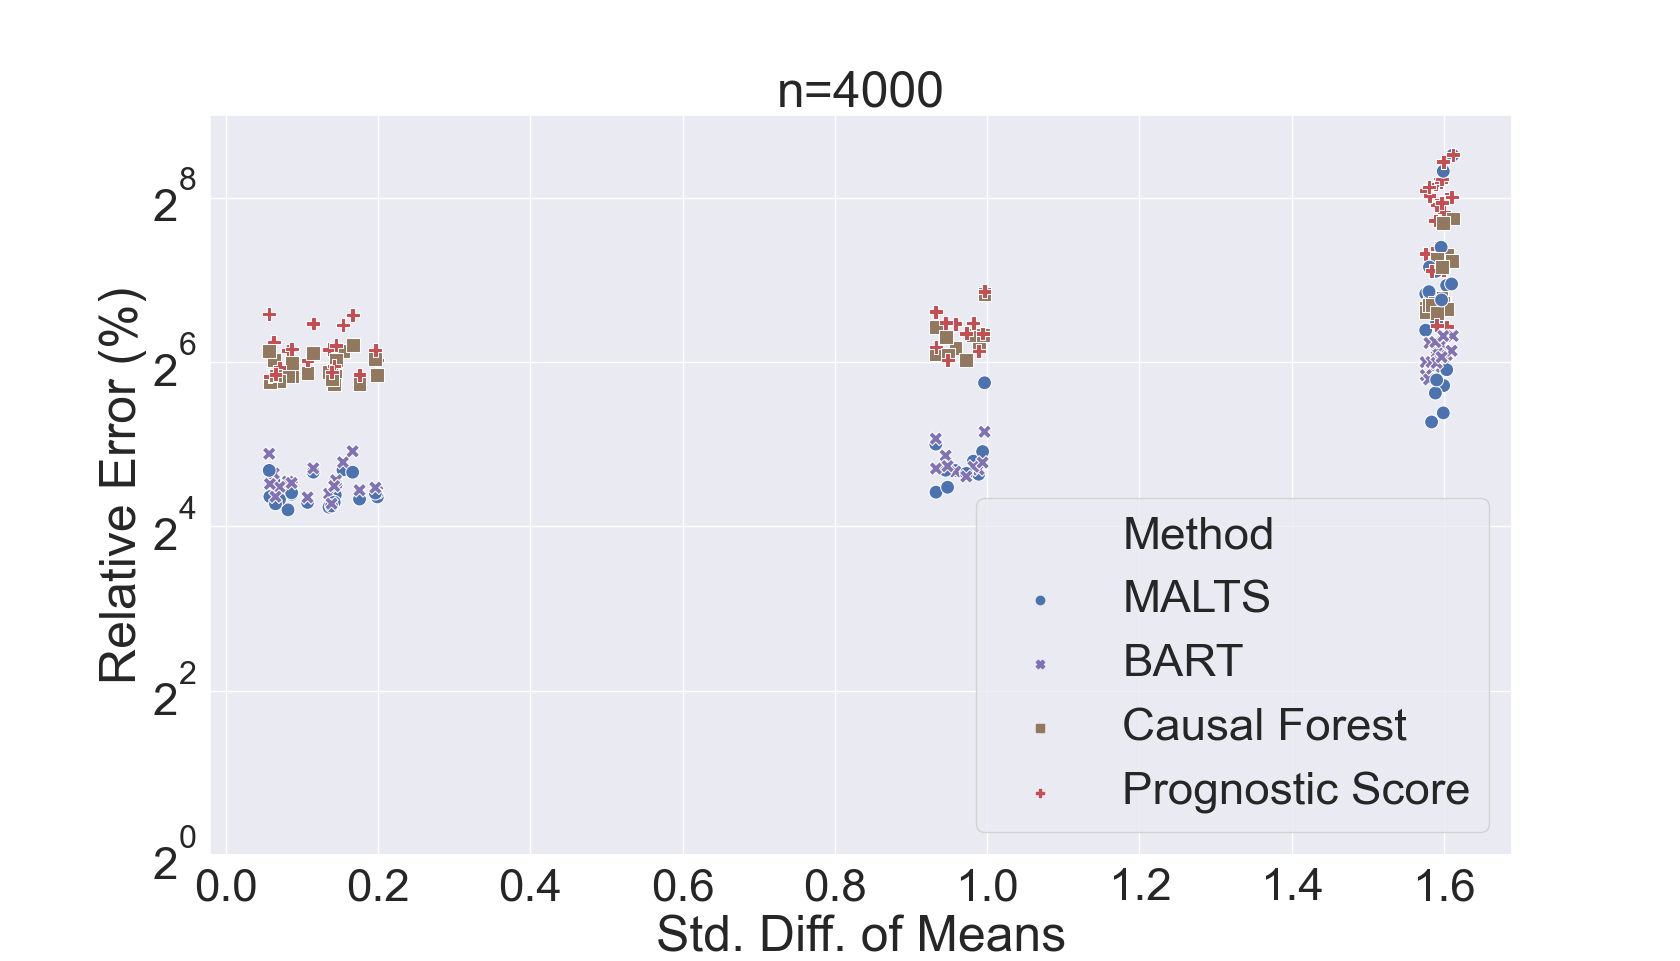 n=4000
Relative Error (%)
2^8
2^6
2^4
2^2
2^0
Method
MALTS
BART
Causal Forest
Prognostic Score
0.0 0.2 0.4 0.6 0.8 1.0 1.2 1.4 1.6
Std. Diff. of Means